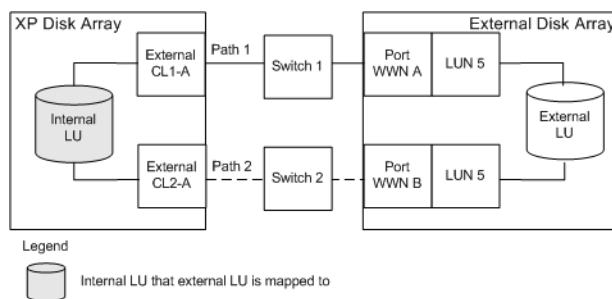 XP Disk Array
External Disk Array
External
CL1-A
Path 1
Switch 1
Port
WWN A
LUN 5
Internal
LU
External
LU
External
CL2-A
Path 2
Switch 2
Port
WWN B
LUN 5
Legend
Internal LU that external LU is mapped to